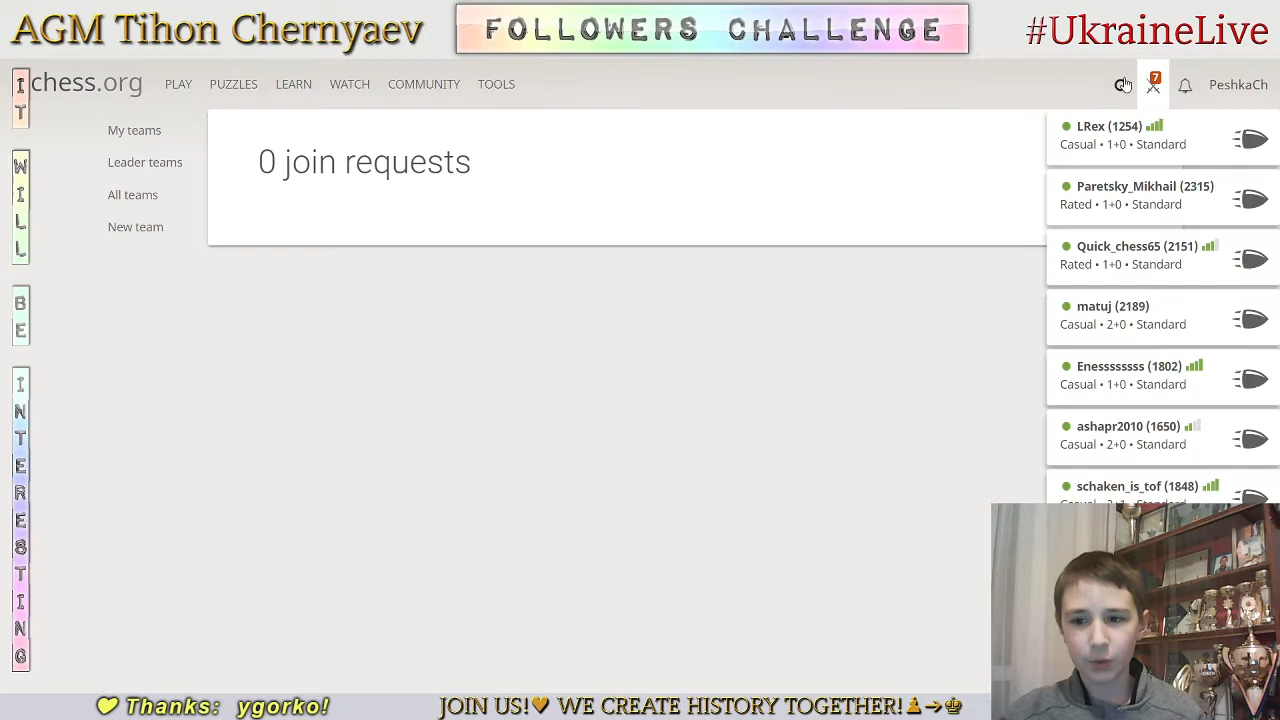 AGM Tihon Chernyaev
FOLLOWERS CHALLENGE
#UkraineLive
chess.org
PLAY
PUZZLES
LEARN
WATCH
COMMUNITY
TOOLS
7
PeshkaCh
IT WILL BE INTERESTING
My teams
Leader teams
All teams
New team
0 join requests
LRex (1254)
Casual • 1+0 • Standard
Paretsky_Mikhail (2315)
Rated • 1+0 • Standard
Quick_chess65 (2151)
Rated • 1+0 • Standard
matuj (2189)
Casual • 2+0 • Standard
Enessssssss (1802)
Casual • 1+0 • Standard
ashapr2010 (1650)
Casual • 2+0 • Standard
schaken_is_tof (1848)
Thanks: ygorko!
JOIN US! WE CREATE HISTORY TOGETHER!